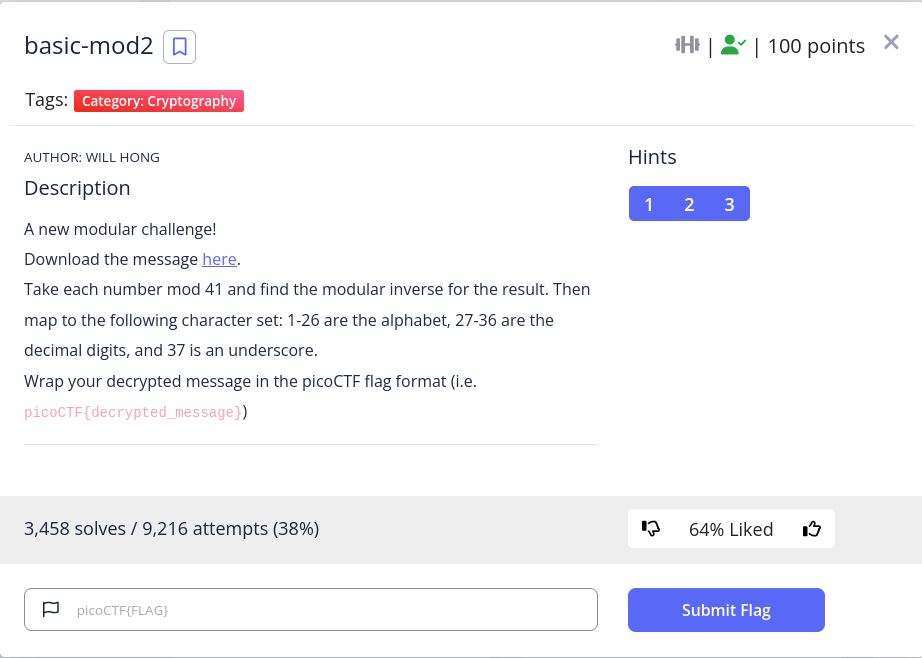 basic-mod2
| | 100 points
Tags: Category: Cryptography
AUTHOR: WILL HONG
Description
A new modular challenge!
Download the message here.
Take each number mod 41 and find the modular inverse for the result. Then
map to the following character set: 1-26 are the alphabet, 27-36 are the
decimal digits, and 37 is an underscore.
Wrap your decrypted message in the picoCTF flag format (i.e.
picoCTF{decrypted_message})
Hints
1 2 3
3,458 solves / 9,216 attempts (38%)
64% Liked
picoCTF{FLAG}
Submit Flag